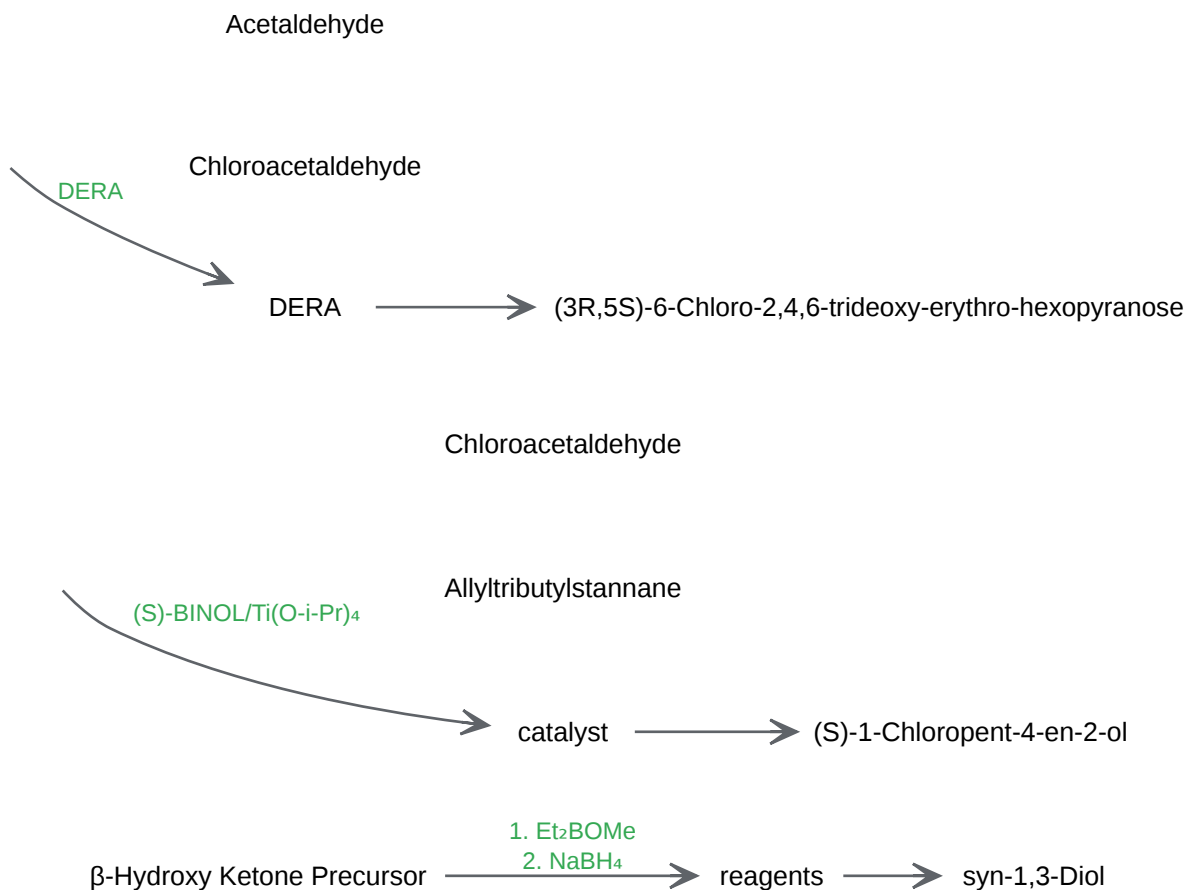 Acetaldehyde
Chloroacetaldehyde
DERA
DERA
(3R,5S)-6-Chloro-2,4,6-trideoxy-erythro-hexopyranose
Chloroacetaldehyde
Allyltributylstannane
(S)-BINOL/Ti(O-i-Pr)₄
catalyst
(S)-1-Chloropent-4-en-2-ol
1. Et₂BOMe
2. NaBH₄
β-Hydroxy Ketone Precursor
reagents
syn-1,3-Diol